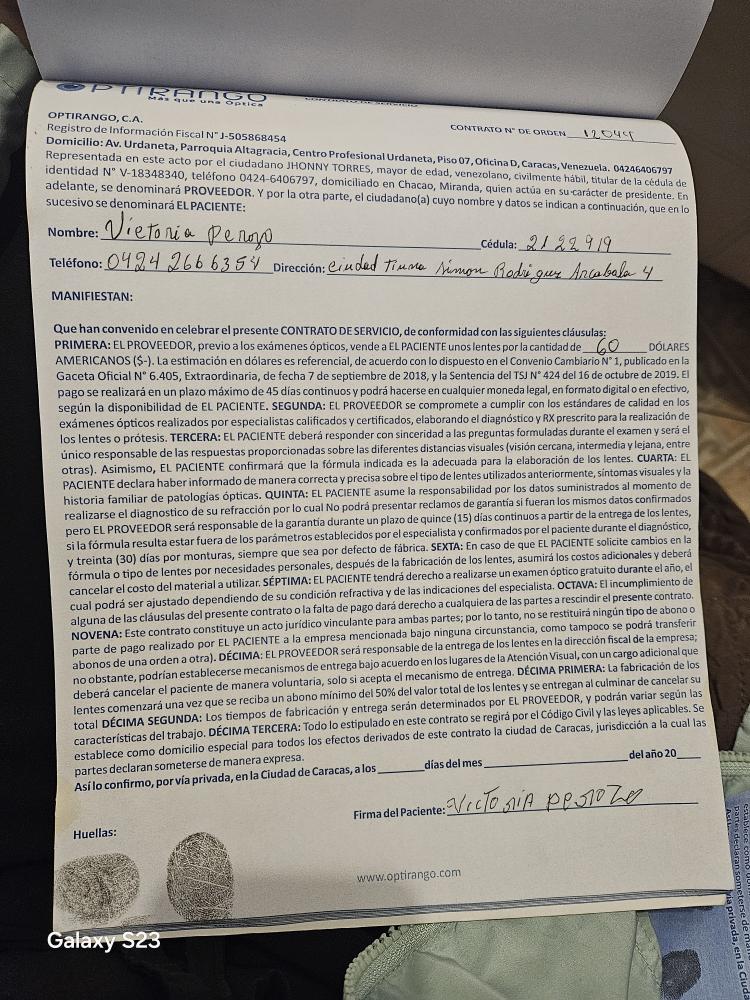 OPTIRANGO
Más que una Optica
CONTRATO DE SERVICIO
OPTIRANGO, C.A.
CONTRATO N° DE ORDEN 12044
Registro de Información Fiscal N° J-505868454
Domicilio: Av. Urdaneta, Parroquia Altagracia, Centro Profesional Urdaneta, Piso 07, Oficina D, Caracas, Venezuela. 04246406797
Representada en este acto por el ciudadano JHONNY TORRES, mayor de edad, venezolano, civilmente hábil, titular de la cédula de
identidad N° V-18348340, teléfono 0424-6406797, domiciliado en Chacao, Miranda, quien actúa en su carácter de presidente. En
adelante, se denominará PROVEEDOR. Y por la otra parte, el ciudadano(a) cuyo nombre y datos se indican a continuación, que en lo
sucesivo se denominará EL PACIENTE:
Nombre: Victoria Perozo Cédula: 2122919
Teléfono: 0424 2666354 Dirección: Ciudad Tiuna Simon Rodriguez Arcabala 4
MANIFIESTAN:
Que han convenido en celebrar el presente CONTRATO DE SERVICIO, de conformidad con las siguientes cláusulas:
PRIMERA: EL PROVEEDOR, previo a los exámenes ópticos, vende a EL PACIENTE unos lentes por la cantidad de 60 DÓLARES
AMERICANOS ($-). La estimación en dólares es referencial, de acuerdo con lo dispuesto en el Convenio Cambiario N° 1, publicado en la
Gaceta Oficial N° 6.405, Extraordinaria, de fecha 7 de septiembre de 2018, y la Sentencia del TSJ N° 424 del 16 de octubre de 2019. El
pago se realizará en un plazo máximo de 45 días continuos y podrá hacerse en cualquier moneda legal, en formato digital o en efectivo,
según la disponibilidad de EL PACIENTE. SEGUNDA: EL PROVEEDOR se compromete a cumplir con los estándares de calidad en los
exámenes ópticos realizados por especialistas calificados y certificados, elaborando el diagnóstico y RX prescrito para la realización de
los lentes o prótesis. TERCERA: EL PACIENTE deberá responder con sinceridad a las preguntas formuladas durante el examen y será el
único responsable de las respuestas proporcionadas sobre las diferentes distancias visuales (visión cercana, intermedia y lejana, entre
otras). Asimismo, EL PACIENTE confirmará que la fórmula indicada es la adecuada para la elaboración de los lentes. CUARTA: EL
PACIENTE declara haber informado de manera correcta y precisa sobre el tipo de lentes utilizados anteriormente, síntomas visuales y la
historia familiar de patologías ópticas. QUINTA: EL PACIENTE asume la responsabilidad por los datos suministrados al momento de
realizarse el diagnostico de su refracción por lo cual No podrá presentar reclamos de garantía si fueran los mismos datos confirmados
pero EL PROVEEDOR será responsable de la garantía durante un plazo de quince (15) días continuos a partir de la entrega de los lentes,
si la fórmula resulta estar fuera de los parámetros establecidos por el especialista y confirmados por el paciente durante el diagnóstico,
y treinta (30) días por monturas, siempre que sea por defecto de fábrica. SEXTA: En caso de que EL PACIENTE solicite cambios en la
fórmula o tipo de lentes por necesidades personales, después de la fabricación de los lentes, asumirá los costos adicionales y deberá
cancelar el costo del material a utilizar. SÉPTIMA: EL PACIENTE tendrá derecho a realizarse un examen óptico gratuito durante el año, el
cual podrá ser ajustado dependiendo de su condición refractiva y de las indicaciones del especialista. OCTAVA: El incumplimiento de
alguna de las cláusulas del presente contrato o la falta de pago dará derecho a cualquiera de las partes a rescindir el presente contrato.
NOVENA: Este contrato constituye un acto jurídico vinculante para ambas partes; por lo tanto, no se restituirá ningún tipo de abono o
parte de pago realizado por EL PACIENTE a la empresa mencionada bajo ninguna circunstancia, como tampoco se podrá transferir
abonos de una orden a otra). DÉCIMA: EL PROVEEDOR será responsable de la entrega de los lentes en la dirección fiscal de la empresa;
no obstante, podrían establecerse mecanismos de entrega bajo acuerdo en los lugares de la Atención Visual, con un cargo adicional que
deberá cancelar el paciente de manera voluntaria, solo si acepta el mecanismo de entrega. DÉCIMA PRIMERA: La fabricación de los
lentes comenzará una vez que se reciba un abono mínimo del 50% del valor total de los lentes y se entregan al culminar de cancelar su
total DÉCIMA SEGUNDA: Los tiempos de fabricación y entrega serán determinados por EL PROVEEDOR, y podrán variar según las
características del trabajo. DÉCIMA TERCERA: Todo lo estipulado en este contrato se regirá por el Código Civil y las leyes aplicables. Se
establece como domicilio especial para todos los efectos derivados de este contrato la ciudad de Caracas, jurisdicción a la cual las
partes declaran someterse de manera expresa.
Así lo confirmo, por vía privada, en la Ciudad de Caracas, a los ______ días del mes ______ del año 20___
Firma del Paciente: Victoria Perozo
Huellas:
www.optirango.com
Galaxy S23